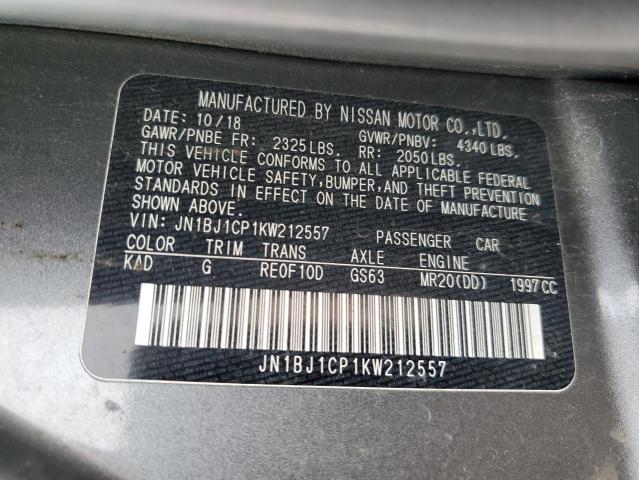 MANUFACTURED BY NISSAN MOTOR CO.,LTD.
DATE: 10/18 GVWR/PNBV: 4340 LBS.
GAWR/PNBE FR: 2325 LBS. RR: 2050 LBS.
THIS VEHICLE CONFORMS TO ALL APPLICABLE FEDERAL
MOTOR VEHICLE SAFETY, BUMPER, AND THEFT PREVENTION
STANDARDS IN EFFECT ON THE DATE OF MANUFACTURE
SHOWN ABOVE.
VIN: JN1BJ1CP1KW212557 PASSENGER CAR
COLOR TRIM TRANS AXLE ENGINE
KAD G RE0F10D GS63 MR20(DD) 1997CC
JN1BJ1CP1KW212557